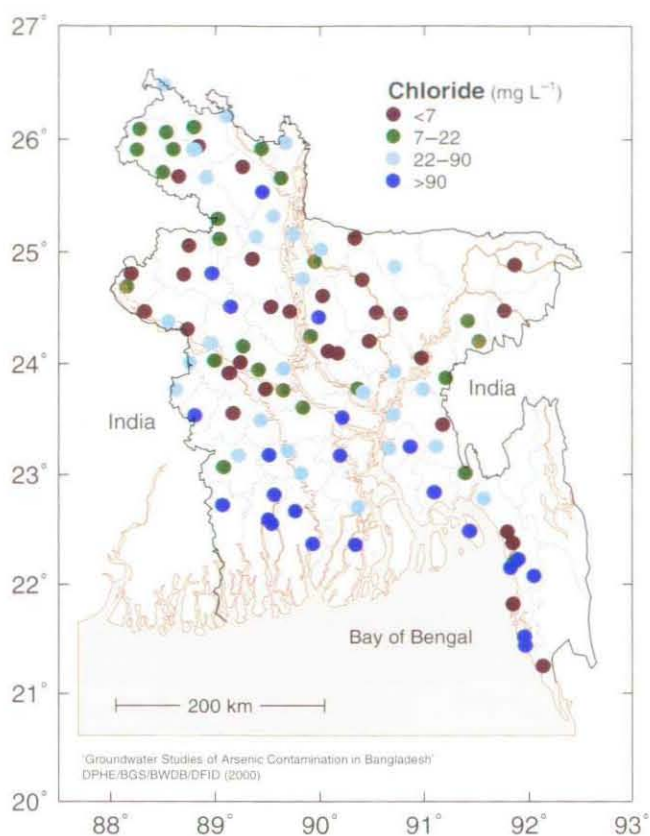 27°
26°
25°
24°
23°
22°
21°
20°
Chloride (mg L⁻¹)
<7
7–22
22–90
>90
India
India
Bay of Bengal
200 km
'Groundwater Studies of Arsenic Contamination in Bangladesh'
DPHE/BGS/BWDB/DFID (2000)
88° 89° 90° 91° 92° 93°